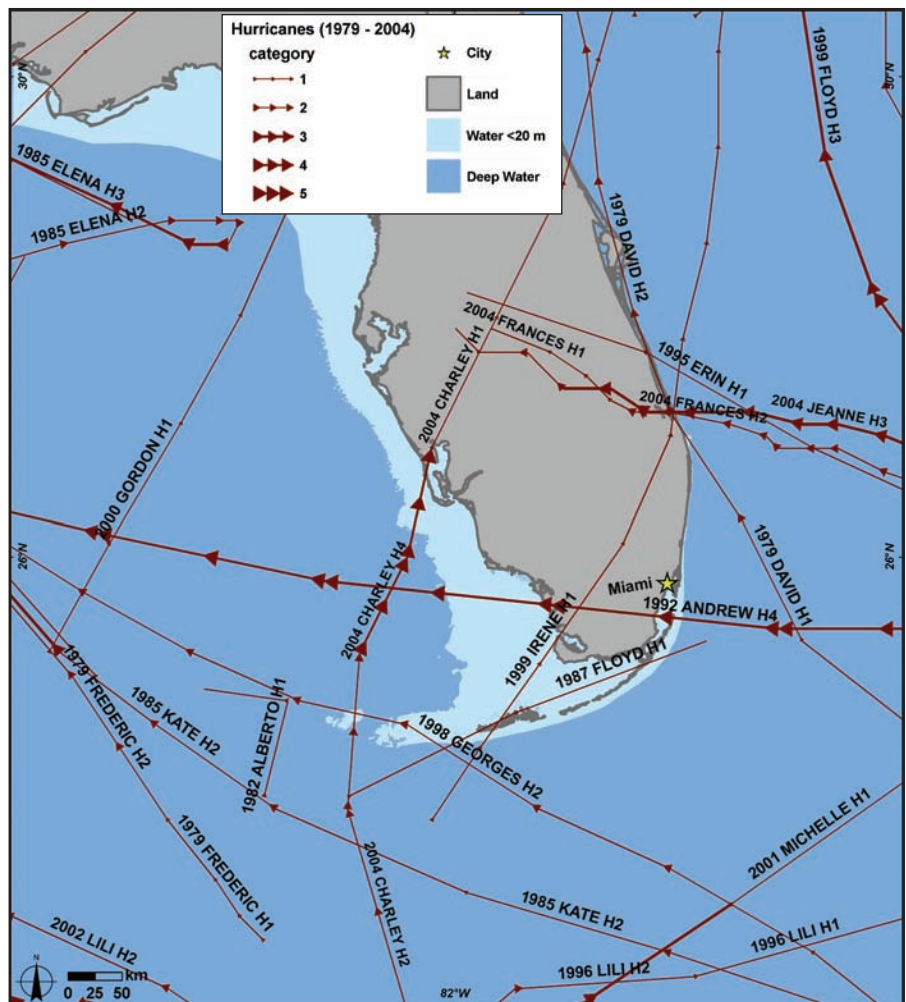 Hurricanes (1979 - 2004)
category
1
2
3
4
5
City
Land
Water <20 m
Deep Water
30°N
30°N
1999 FLOYD H3
1985 ELENA H3
1985 ELENA H2
1979 DAVID H2
2004 FRANCES H1
1995 ERIN H1
2004 CHARLEY H1
2004 FRANCES H2
2004 JEANNE H3
2000 GORDON H1
26°N
26°N
2004 CHARLEY H4
1979 DAVID H1
Miami
1992 ANDREW H4
1999 IRENE H1
1987 FLOYD H1
1979 FREDERIC H2
1985 KATE H2
1982 ALBERTO H1
1998 GEORGES H2
1979 FREDERIC H1
2001 MICHELLE H1
2004 CHARLEY H2
1985 KATE H2
2002 LILI H2
1996 LILI H1
1996 LILI H2
N
km
0 25 50
82°W